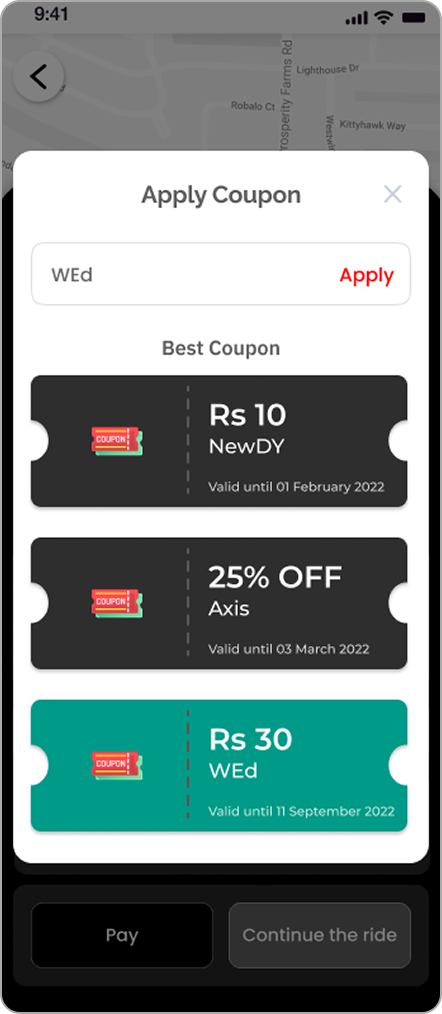 9:41
Lighthouse Dr
Robalo Ct
rosperity Farms Rd
Kittyhawk Way
Apply Coupon
WEd
Apply
Best Coupon
COUPON
Rs 10
NewDY
Valid until 01 February 2022
COUPON
25% OFF
Axis
Valid until 03 March 2022
COUPON
Rs 30
WEd
Valid until 11 September 2022
Pay
Continue the ride